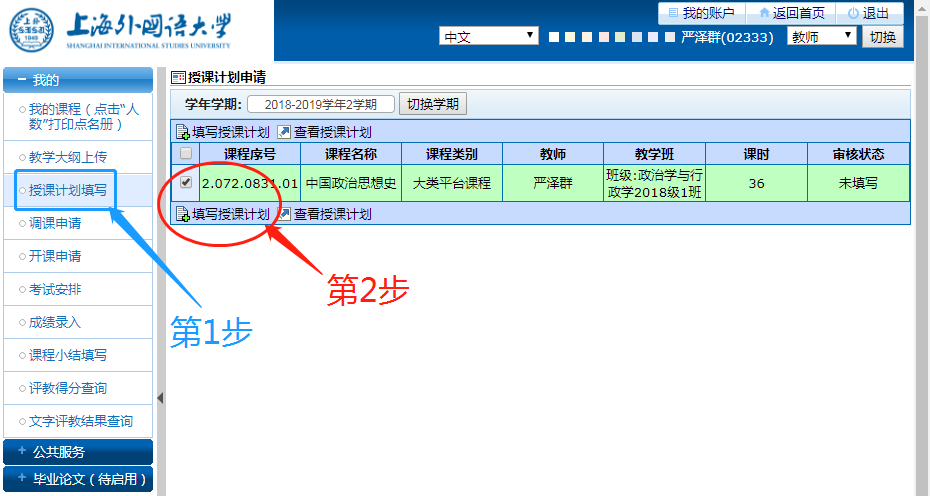 上海外国语大学
SHANGHAI INTERNATIONAL STUDIES UNIVERSITY
我的账户 返回首页 退出
中文 严泽群(02333) 教师 切换
我的
我的课程（点击“人
数”打印点名册）
教学大纲上传
授课计划填写
调课申请
开课申请
考试安排
成绩录入
课程小结填写
评教得分查询
文字评教结果查询
公共服务
毕业论文（待启用）
授课计划申请
学年学期: 2018-2019学年2学期 切换学期
填写授课计划 查看授课计划
课程序号 课程名称 课程类别 教师 教学班 课时 审核状态
2.072.0831.01 中国政治思想史 大类平台课程 严泽群 班级:政治学与行
政学2018级1班 36 未填写
填写授课计划 查看授课计划
第2步
第1步